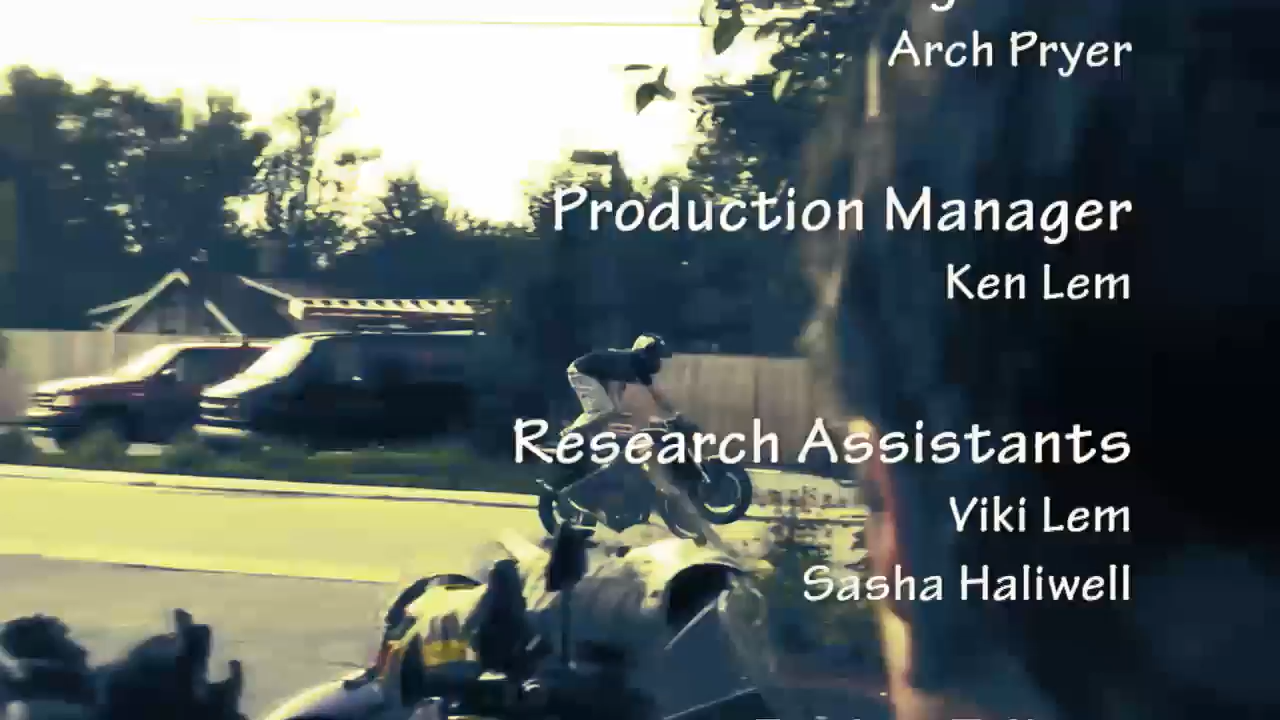 Arch Pryer
Production Manager
Ken Lem
Research Assistants
Viki Lem
Sasha Haliwell